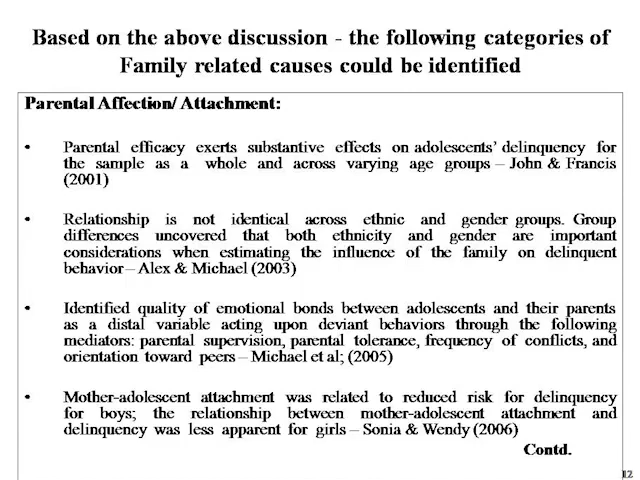 Based on the above discussion - the following categories of
Family related causes could be identified
Parental Affection/ Attachment:
• Parental efficacy exerts substantive effects on adolescents' delinquency for
the sample as a whole and across varying age groups – John & Francis
(2001)
• Relationship is not identical across ethnic and gender groups. Group
differences uncovered that both ethnicity and gender are important
considerations when estimating the influence of the family on delinquent
behavior – Alex & Michael (2003)
• Identified quality of emotional bonds between adolescents and their parents
as a distal variable acting upon deviant behaviors through the following
mediators: parental supervision, parental tolerance, frequency of conflicts, and
orientation toward peers – Michael et al; (2005)
• Mother-adolescent attachment was related to reduced risk for delinquency
for boys; the relationship between mother-adolescent attachment and
delinquency was less apparent for girls – Sonia & Wendy (2006)
Contd.
12